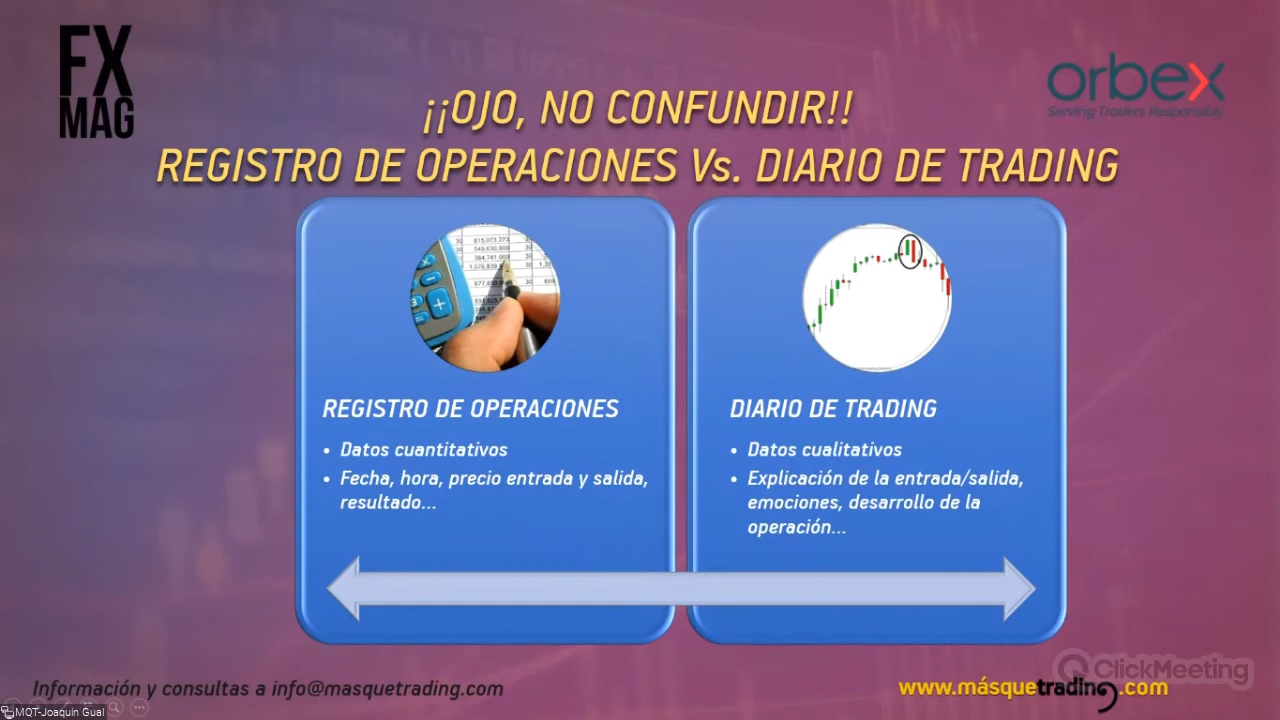 FX
MAG
orbex
Serving Traders Responsibly
¡¡OJO, NO CONFUNDIR!!
REGISTRO DE OPERACIONES Vs. DIARIO DE TRADING
REGISTRO DE OPERACIONES
• Datos cuantitativos
• Fecha, hora, precio entrada y salida,
resultado...
DIARIO DE TRADING
• Datos cualitativos
• Explicación de la entrada/salida,
emociones, desarrollo de la
operación...
ClickMeeting
Información y consultas a info@masquetrading.com
www.másquetrading.com
MQT-Joaquin Gual